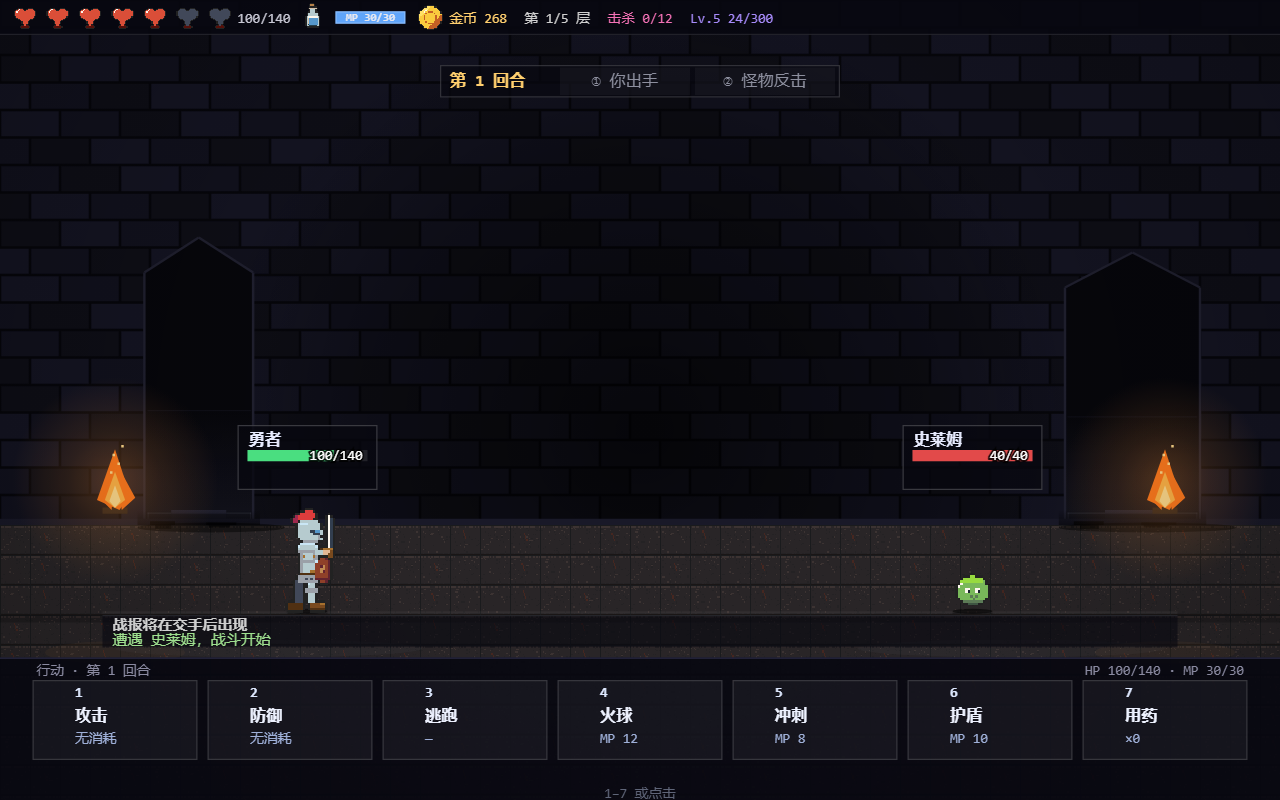 100/140 MP 30/30 金币 268 第 1/5 层 击杀 0/12 Lv.5 24/300
第 1 回合 ① 你出手 ② 怪物反击
勇者
100/140
史莱姆
40/40
战报将在交手后出现
遭遇 史莱姆, 战斗开始
行动 · 第 1 回合
HP 100/140 · MP 30/30
1
攻击
无消耗
2
防御
无消耗
3
逃跑
—
4
火球
MP 12
5
冲刺
MP 8
6
护盾
MP 10
7
用药
×0
1–7 或点击